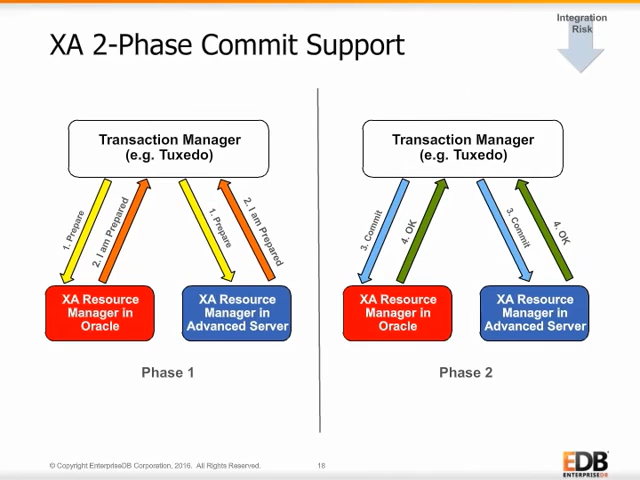 Integration
Risk
XA 2-Phase Commit Support
Transaction Manager
(e.g. Tuxedo)
1. Prepare
2. I am Prepared
1. Prepare
2. I am Prepared
XA Resource
Manager in
Oracle
XA Resource
Manager in
Advanced Server
Phase 1
Transaction Manager
(e.g. Tuxedo)
3. Commit
4. OK
3. Commit
4. OK
XA Resource
Manager in
Oracle
XA Resource
Manager in
Advanced Server
Phase 2
© Copyright EnterpriseDB Corporation, 2016. All Rights Reserved.
18
EDB
ENTERPRISEDB